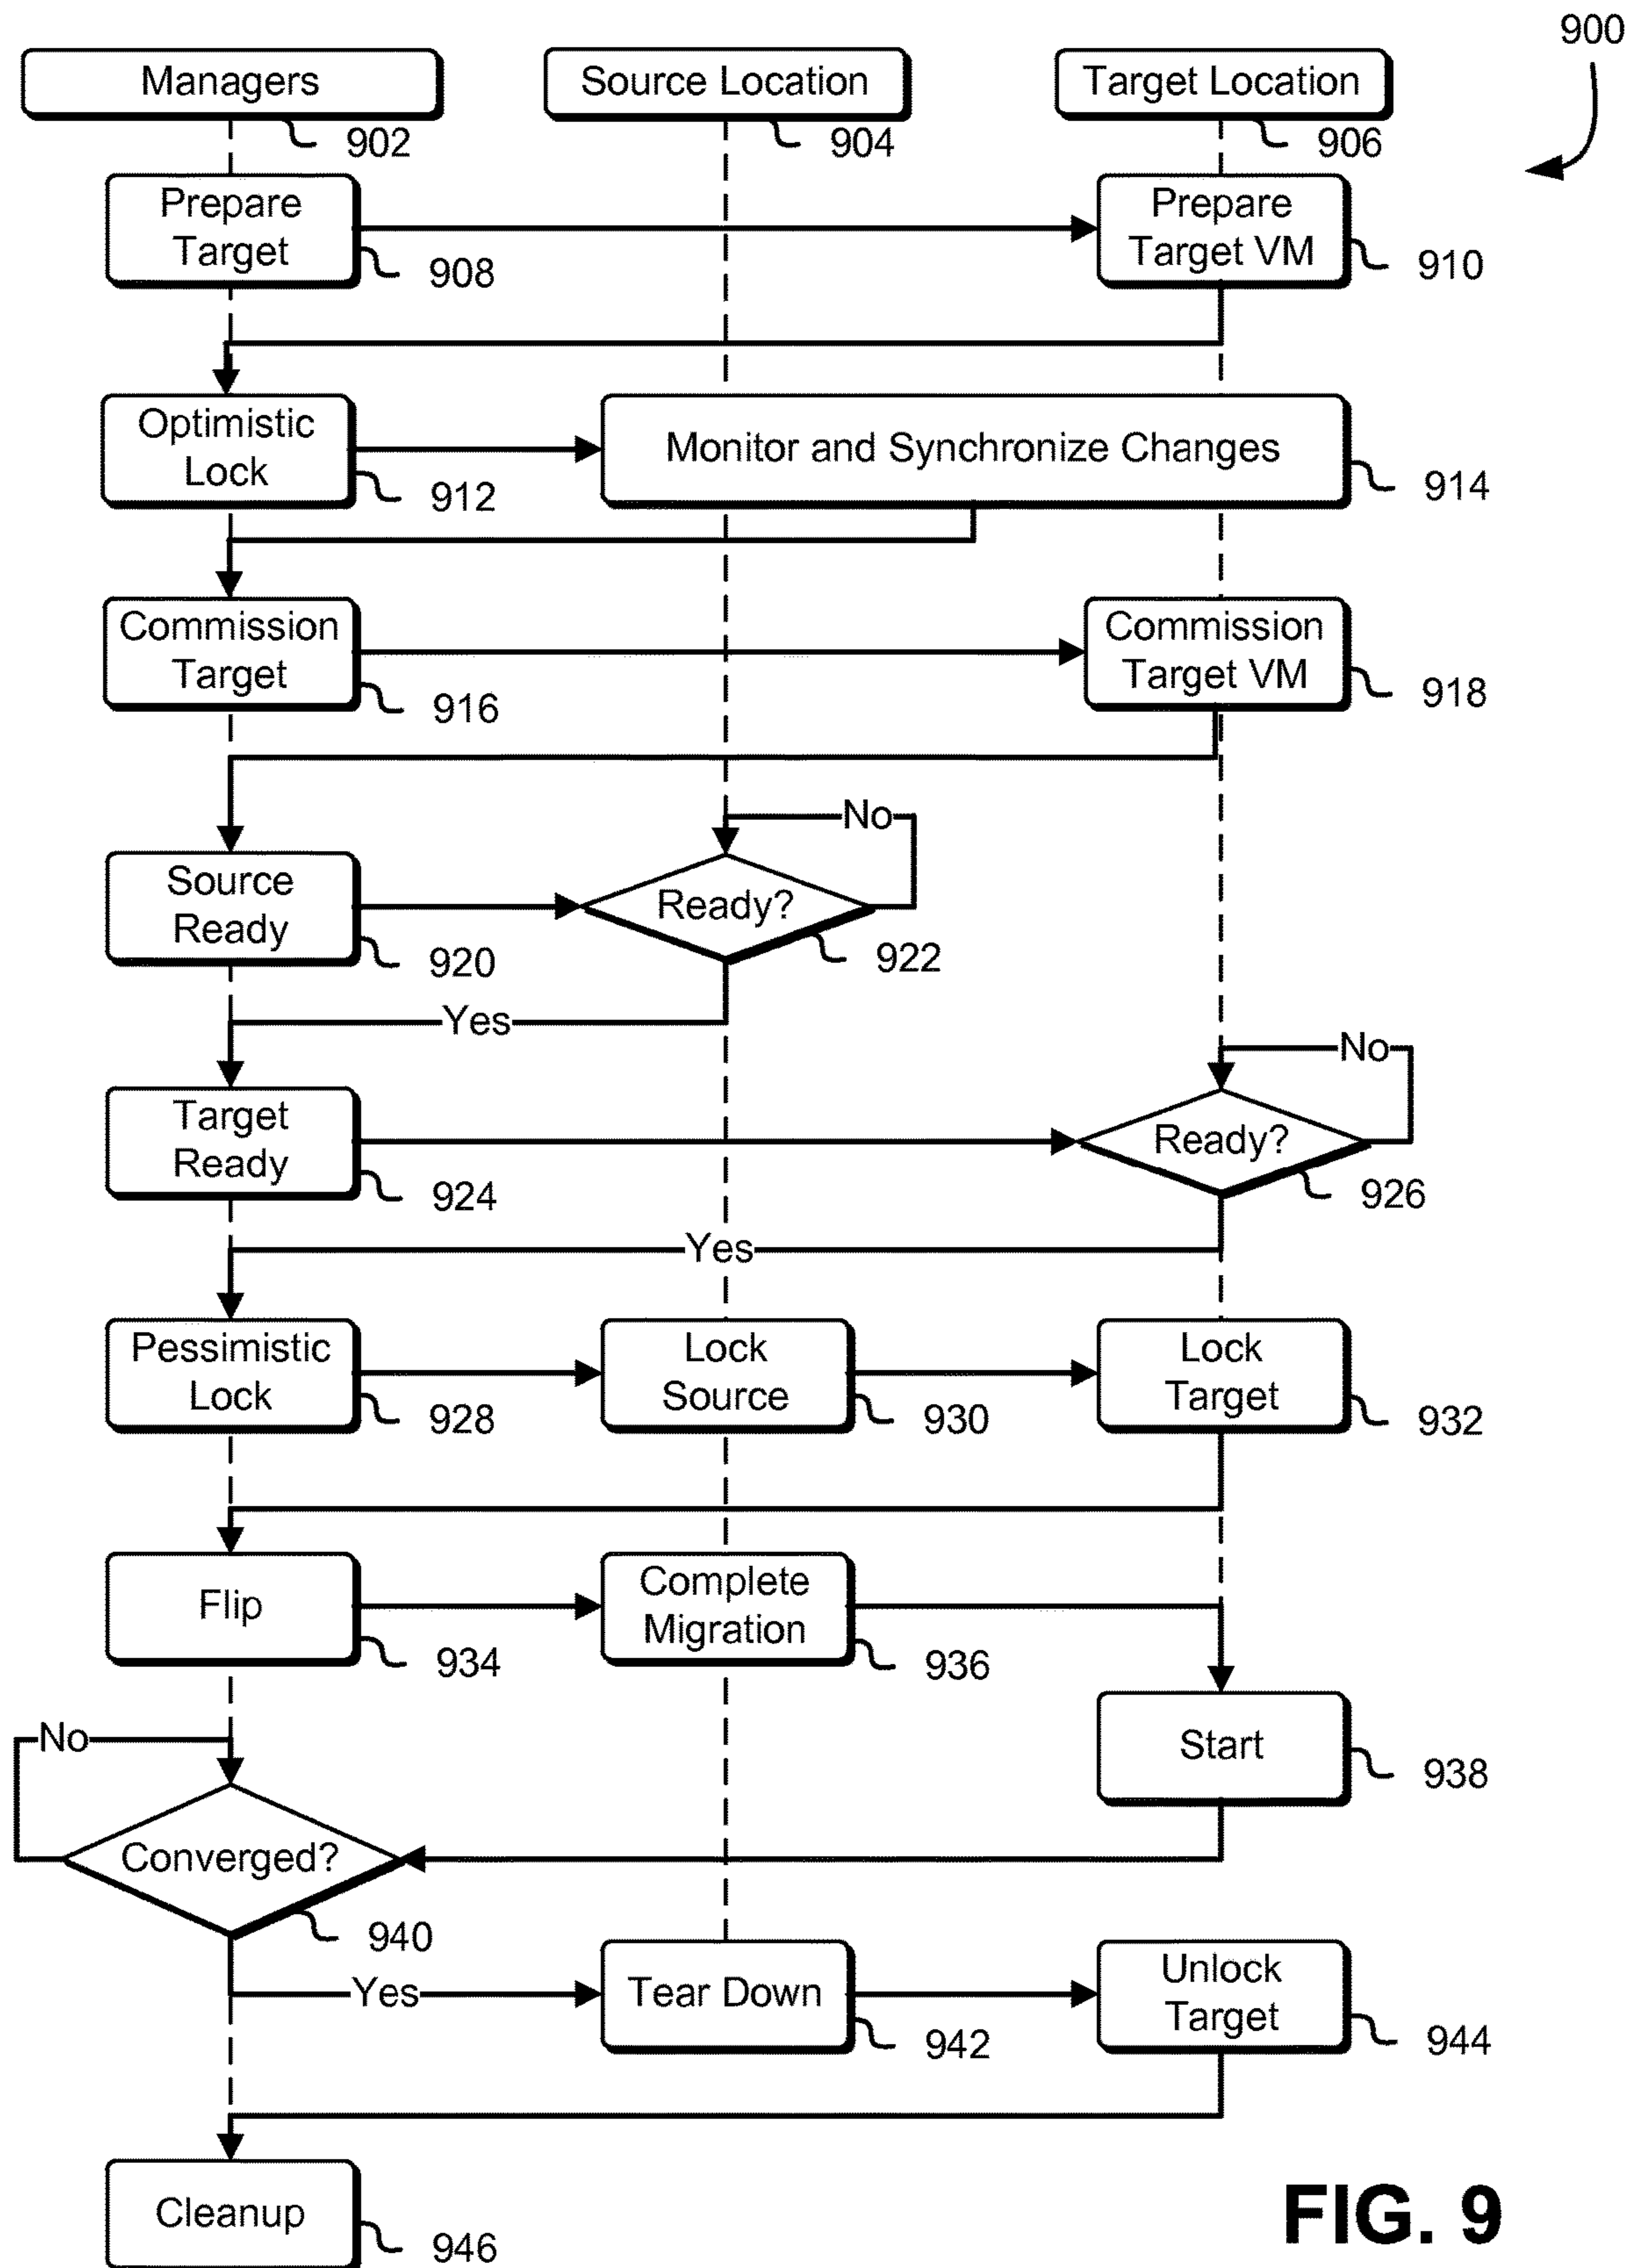 900
Managers
Source Location
Target Location
902
904
906
Prepare
Target
908
Prepare
Target VM
910
Optimistic
Lock
912
Monitor and Synchronize Changes
914
Commission
Target
916
Commission
Target VM
918
No
Source
Ready
920
Ready?
922
Yes
No
Target
Ready
924
Ready?
926
Yes
Pessimistic
Lock
928
Lock
Source
930
Lock
Target
932
Flip
934
Complete
Migration
936
Start
938
No
Converged?
940
Yes
Tear Down
942
Unlock
Target
944
Cleanup
946
FIG. 9